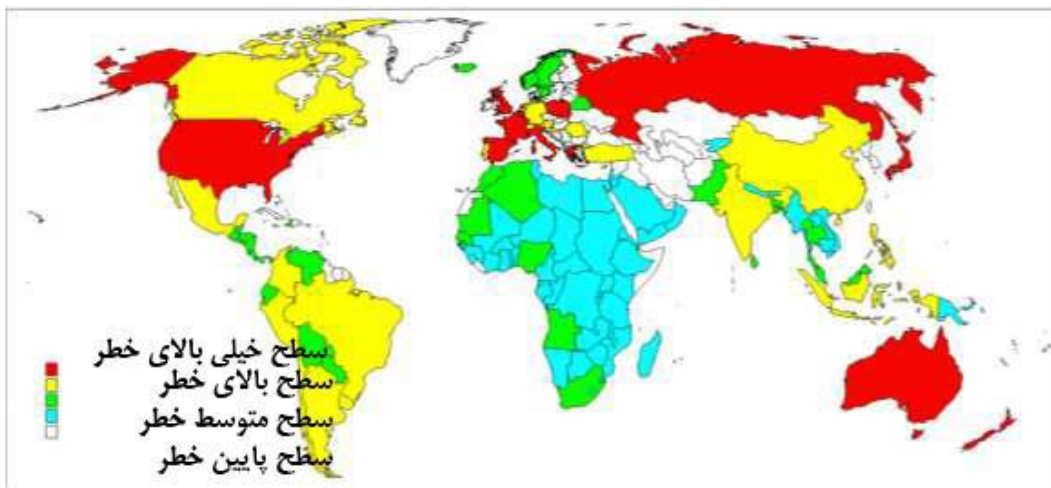 سطح خیلی بالای خطر
سطح بالای خطر
سطح متوسط خطر
سطح پایین خطر